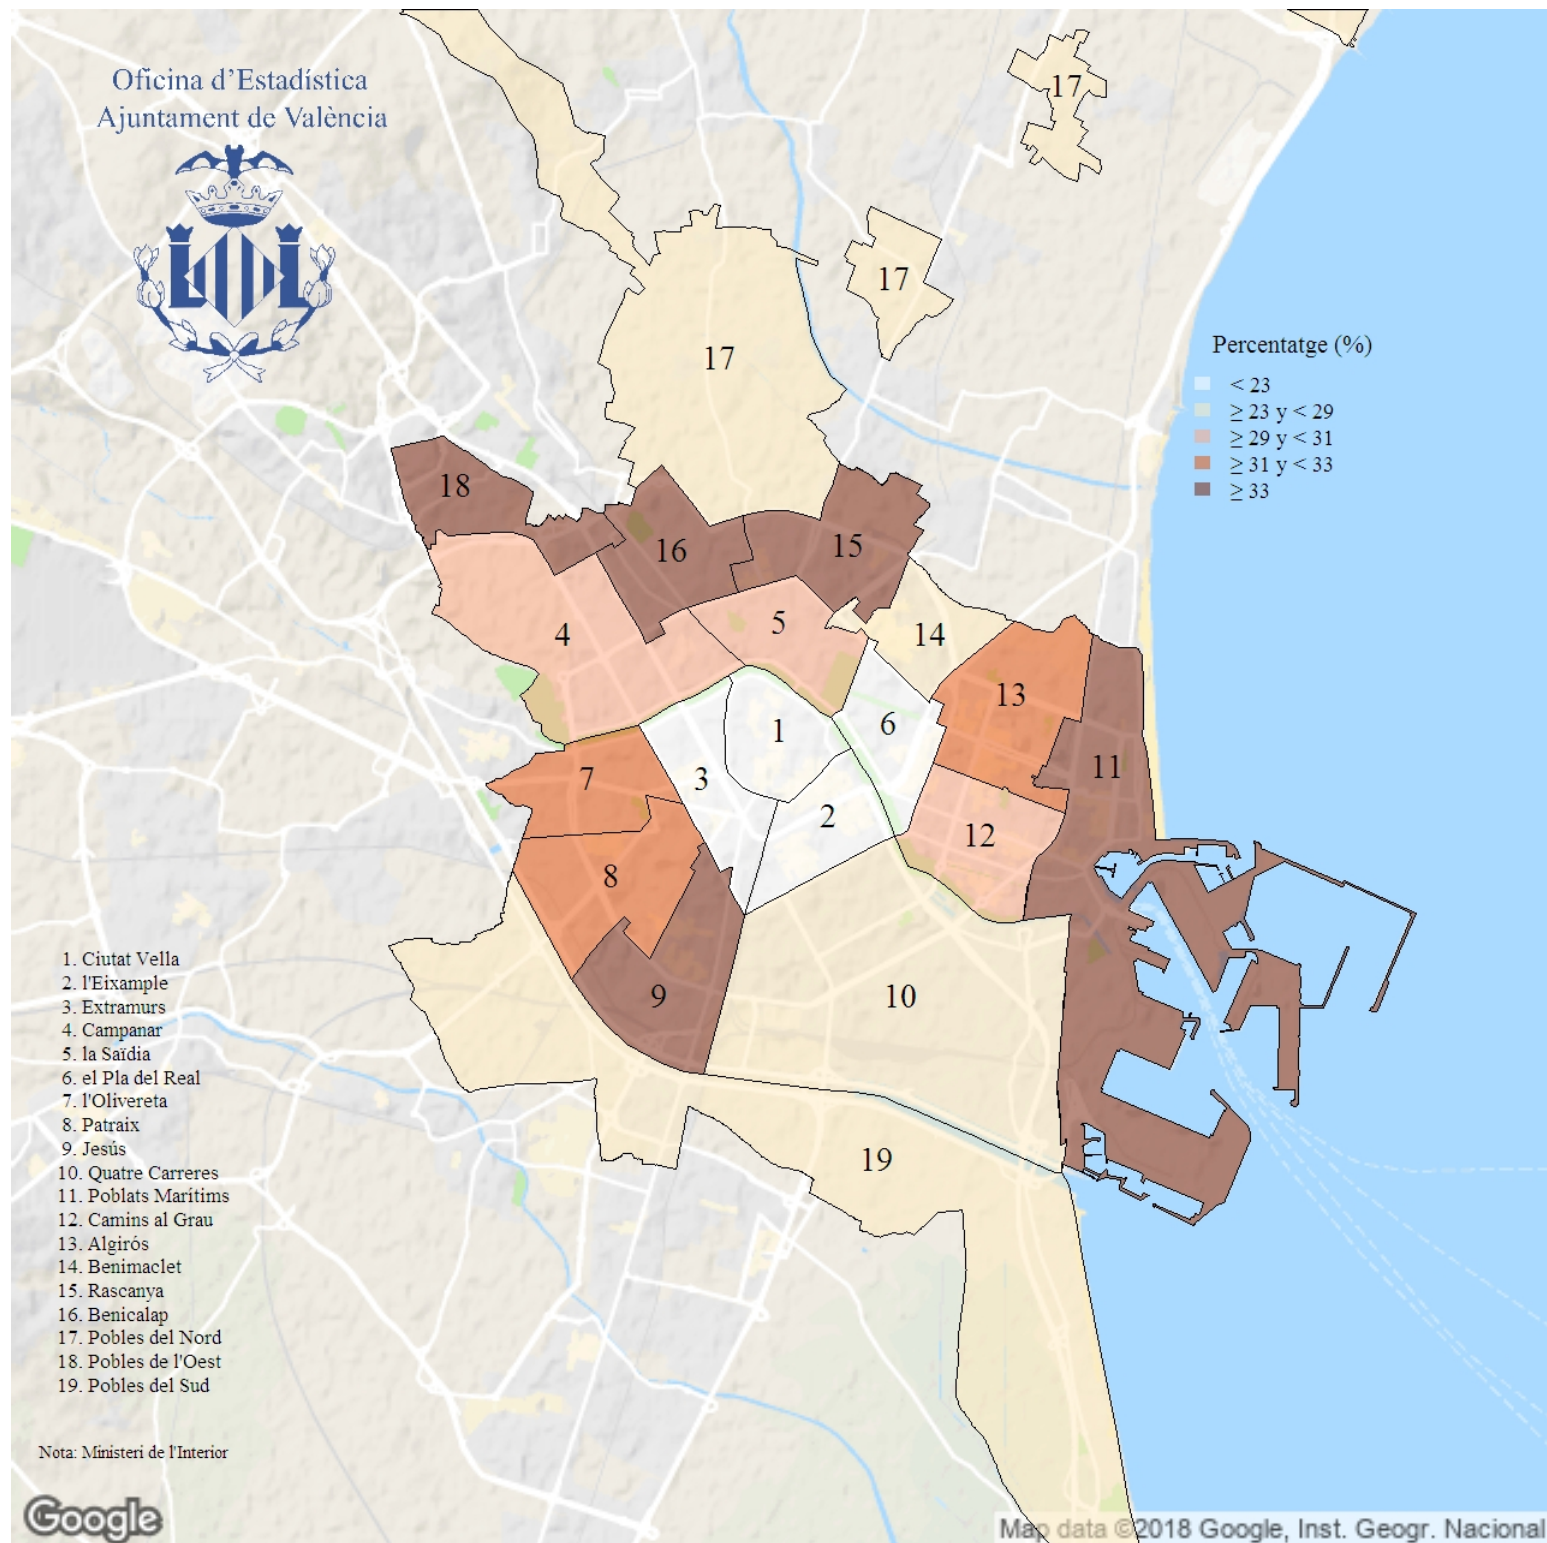 Oficina d'Estadística
Ajuntament de València
17
17
17
Percentatge (%)
< 23
≥ 23 y < 29
≥ 29 y < 31
≥ 31 y < 33
≥ 33
18
16
15
5
4
14
13
6
1
11
7
3
2
12
8
9
10
19
1. Ciutat Vella
2. l'Eixample
3. Extramurs
4. Campanar
5. la Saïdia
6. el Pla del Real
7. l'Olivereta
8. Patraix
9. Jesús
10. Quatre Carreres
11. Poblats Marítims
12. Camins al Grau
13. Algirós
14. Benimaclet
15. Rascanya
16. Benicalap
17. Pobles del Nord
18. Pobles de l'Oest
19. Pobles del Sud
Nota: Ministeri de l'Interior
Google
Map data ©2018 Google, Inst. Geogr. Nacional